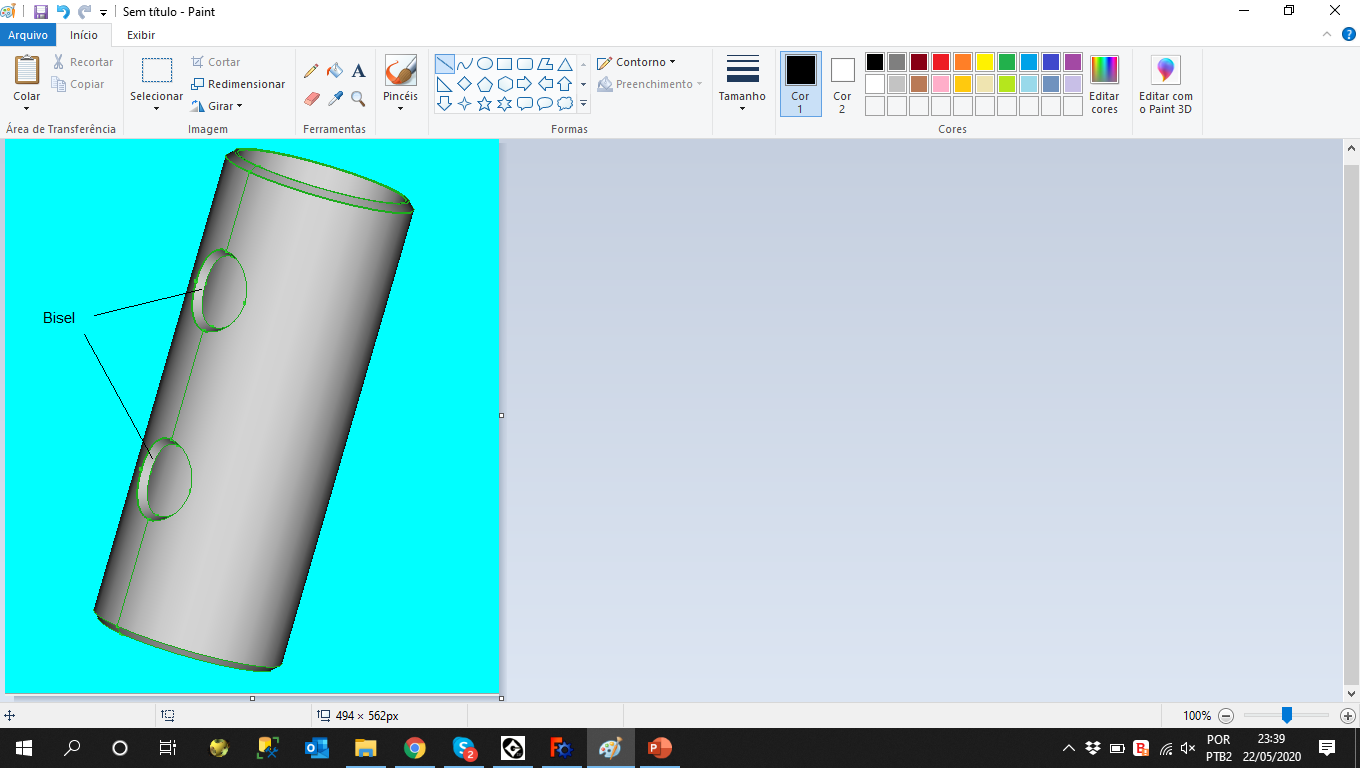 Sem título - Paint
Arquivo
Início
Exibir
Colar
Recortar
Copiar
Área de Transferência
Selecionar
Cortar
Redimensionar
Girar
Imagem
A
Ferramentas
Pincéis
Contorno
Preenchimento
Formas
Tamanho
Cor
1
Cor
2
Editar
cores
Cores
Editar com
o Paint 3D
Bisel
494 × 562px
100%
2
POR
PTB2
23:39
22/05/2020